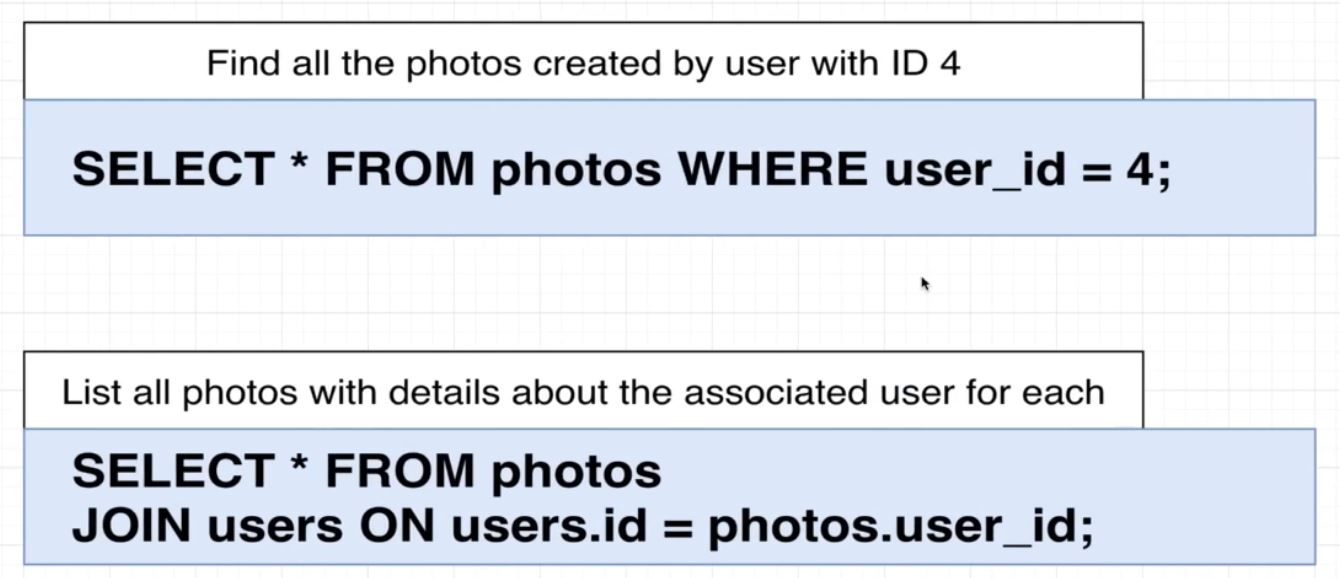 Find all the photos created by user with ID 4
SELECT * FROM photos WHERE user_id = 4;
List all photos with details about the associated user for each
SELECT * FROM photos
JOIN users ON users.id = photos.user_id;